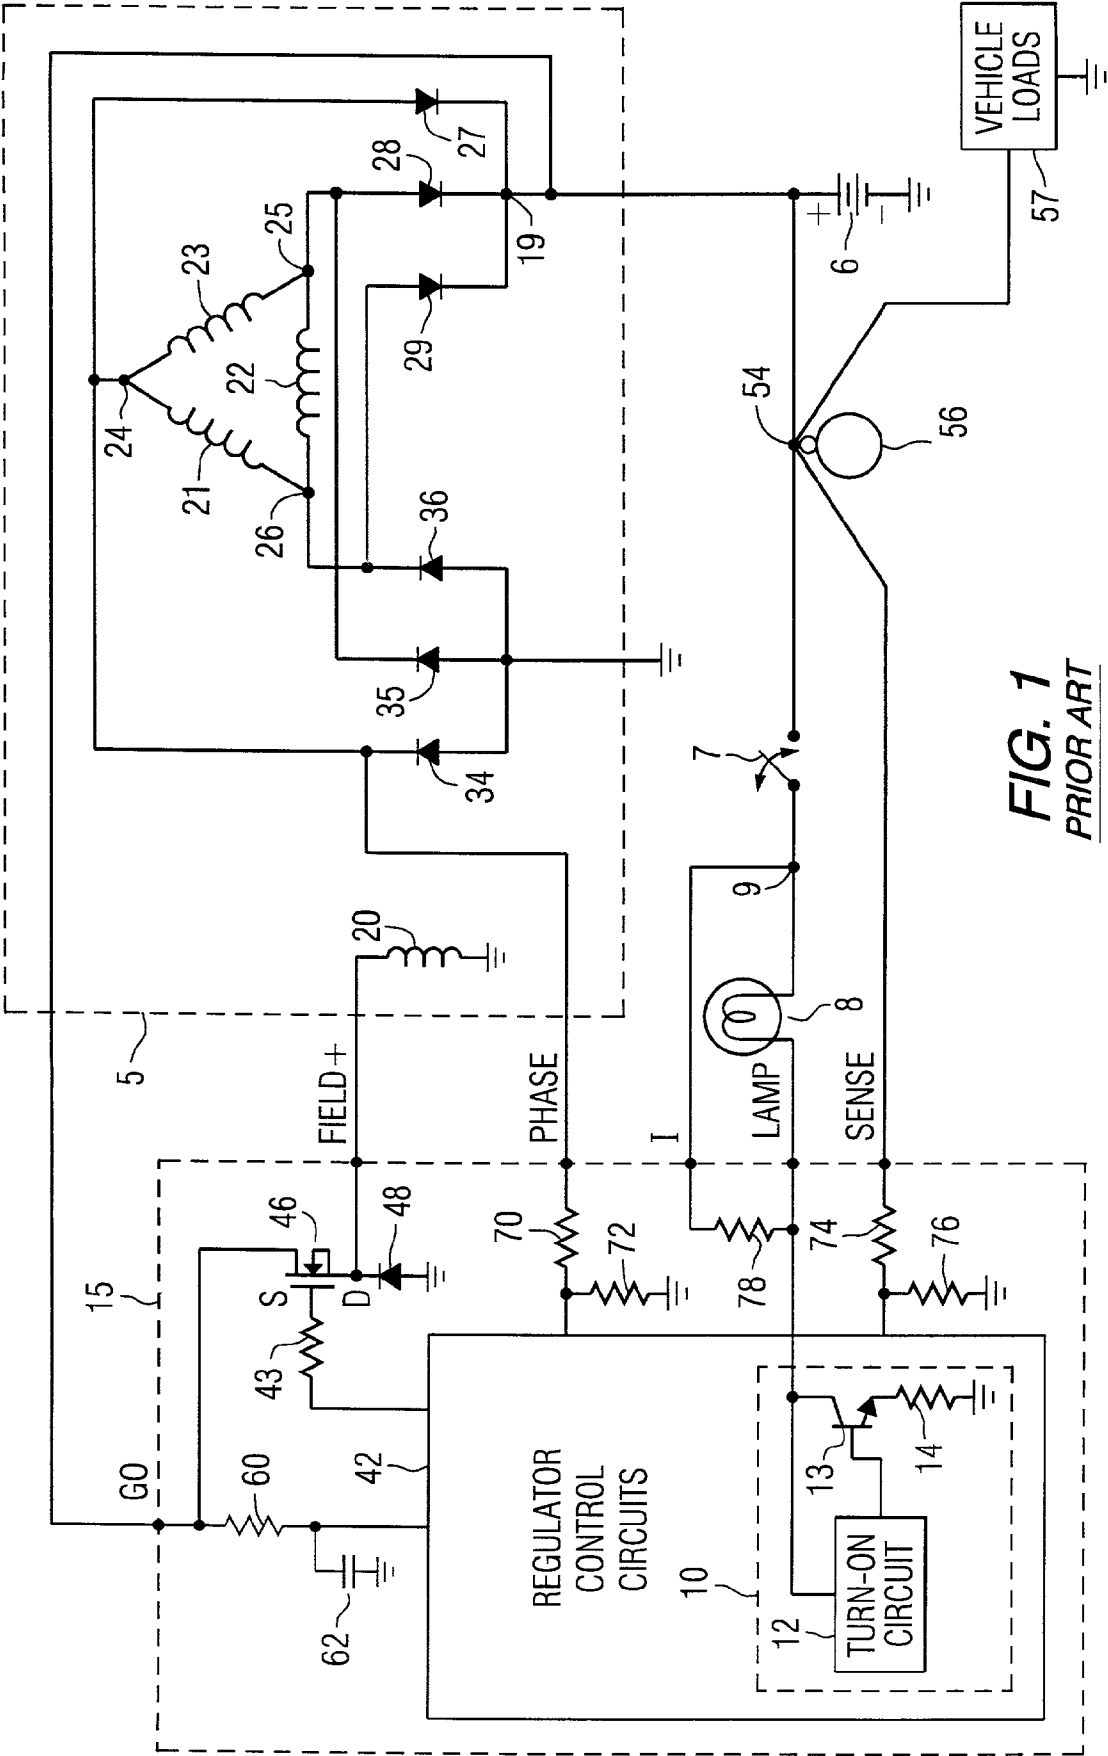 15
GO
60
62
S
46
D
48
43
42
REGULATOR
CONTROL
CIRCUITS
10
12
TURN-ON
CIRCUIT
13
14
70
72
78
74
76
FIELD+
PHASE
I
LAMP
SENSE
5
20
8
9
7
34
35
36
26
21
24
22
23
25
29
28
27
19
54
56
+
6
-
57
VEHICLE
LOADS
FIG. 1
PRIOR ART